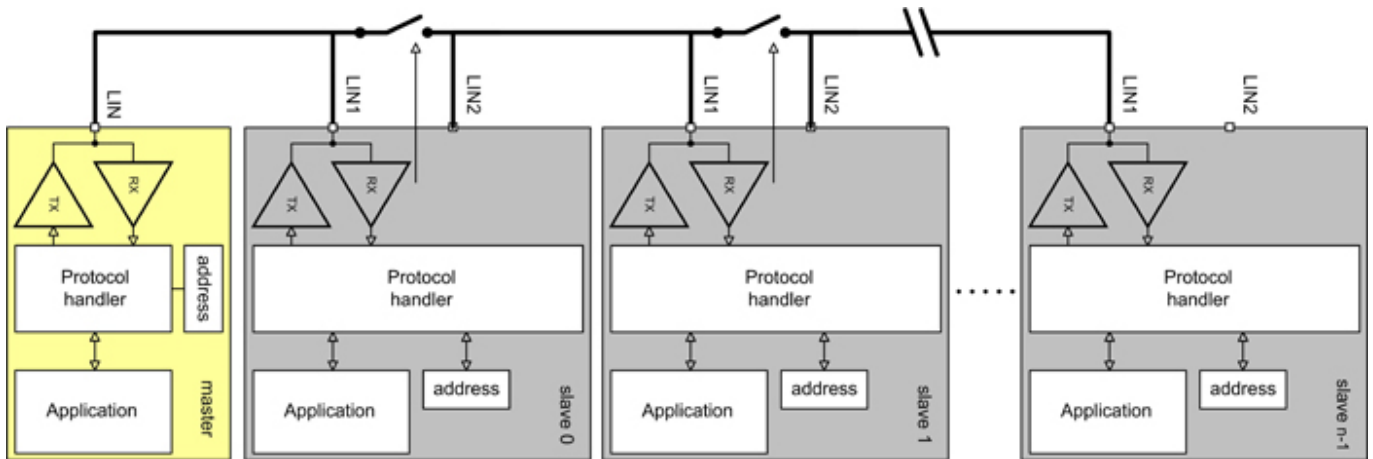 LIN
LIN1
LIN2
LIN1
LIN2
LIN1
LIN2
TX
RX
TX
RX
TX
RX
TX
RX
Protocol
handler
address
Protocol
handler
Protocol
handler
Protocol
handler
Application
master
Application
address
slave 0
Application
address
slave 1
Application
address
slave n-1